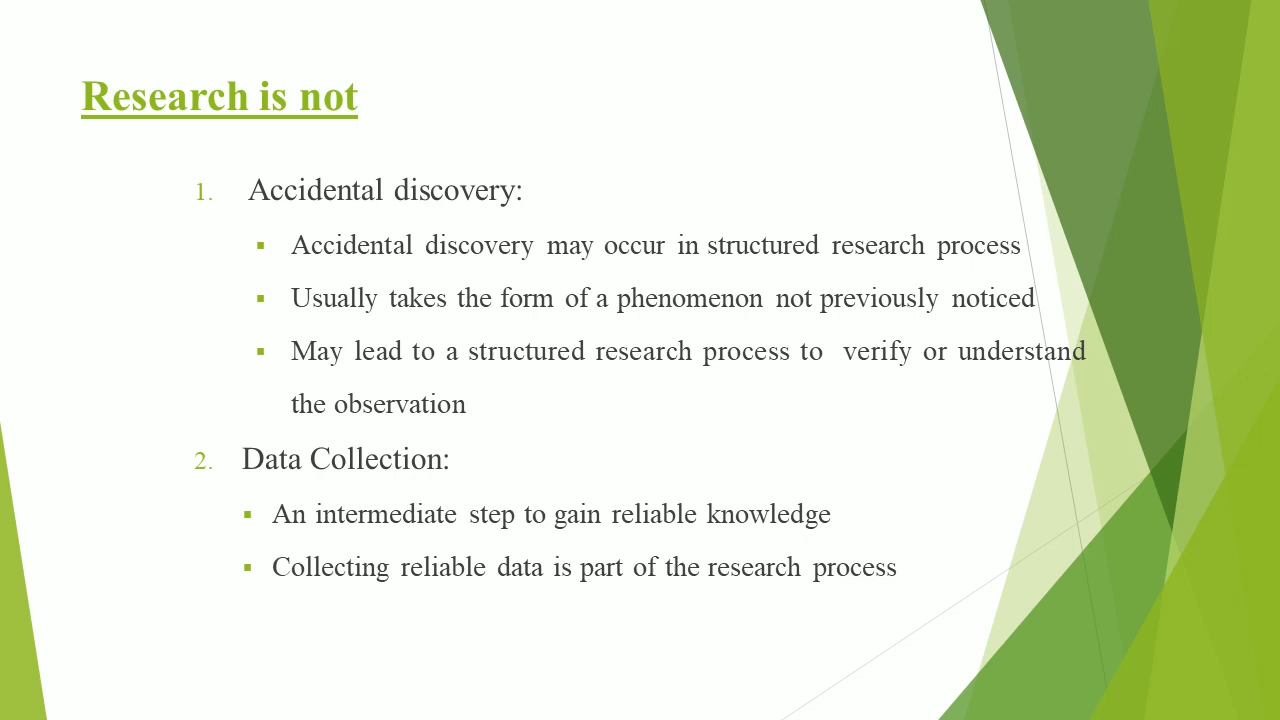 Research is not
1. Accidental discovery:
▪ Accidental discovery may occur in structured research process
▪ Usually takes the form of a phenomenon not previously noticed
▪ May lead to a structured research process to verify or understand
the observation
2. Data Collection:
▪ An intermediate step to gain reliable knowledge
▪ Collecting reliable data is part of the research process